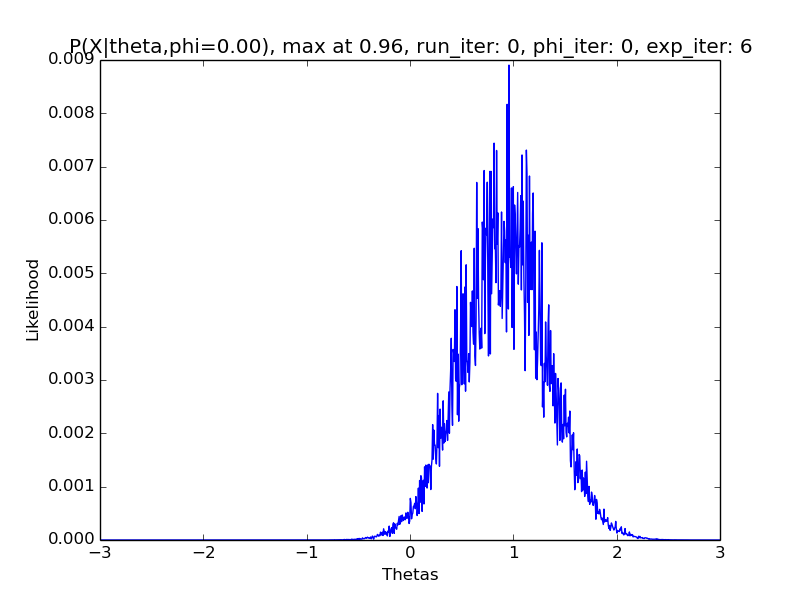 P(X|theta,phi=0.00), max at 0.96, run_iter: 0, phi_iter: 0, exp_iter: 6
0.009
0.008
0.007
0.006
0.005
0.004
0.003
0.002
0.001
0.000
Likelihood
−3 −2 −1 0 1 2 3
Thetas